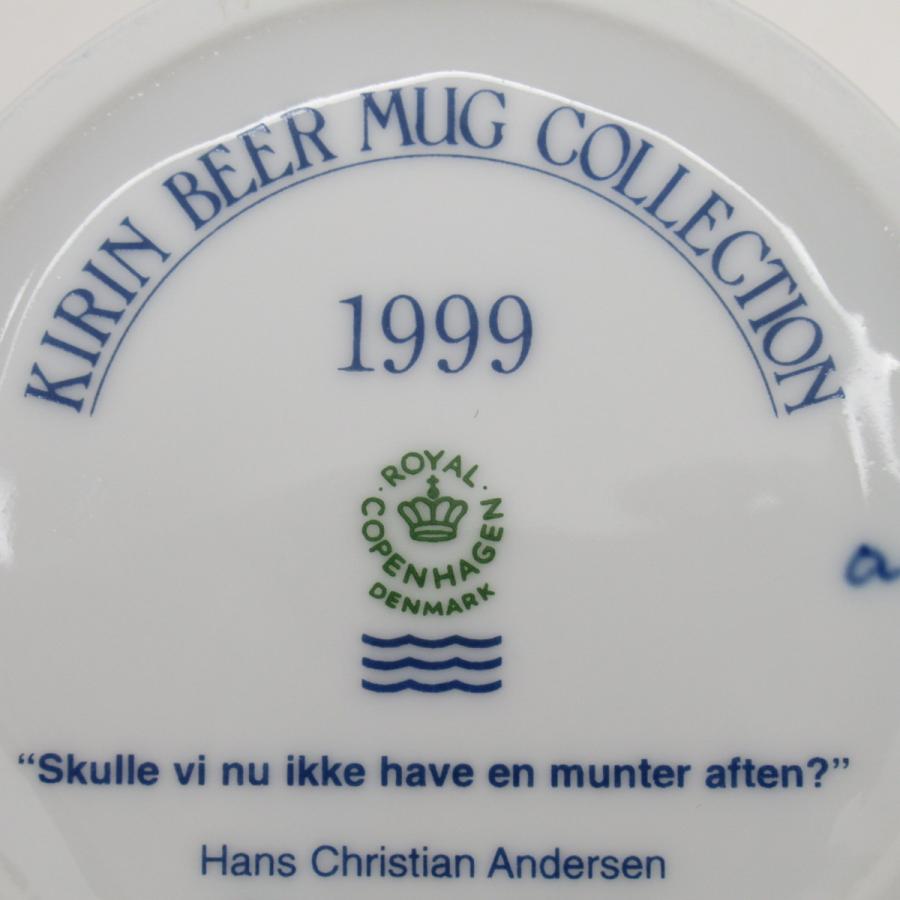 KIRIN BEER MUG COLLECTION
1999
ROYAL
COPENHAGEN
DENMARK
“Skulle vi nu ikke have en munter aften?”
Hans Christian Andersen